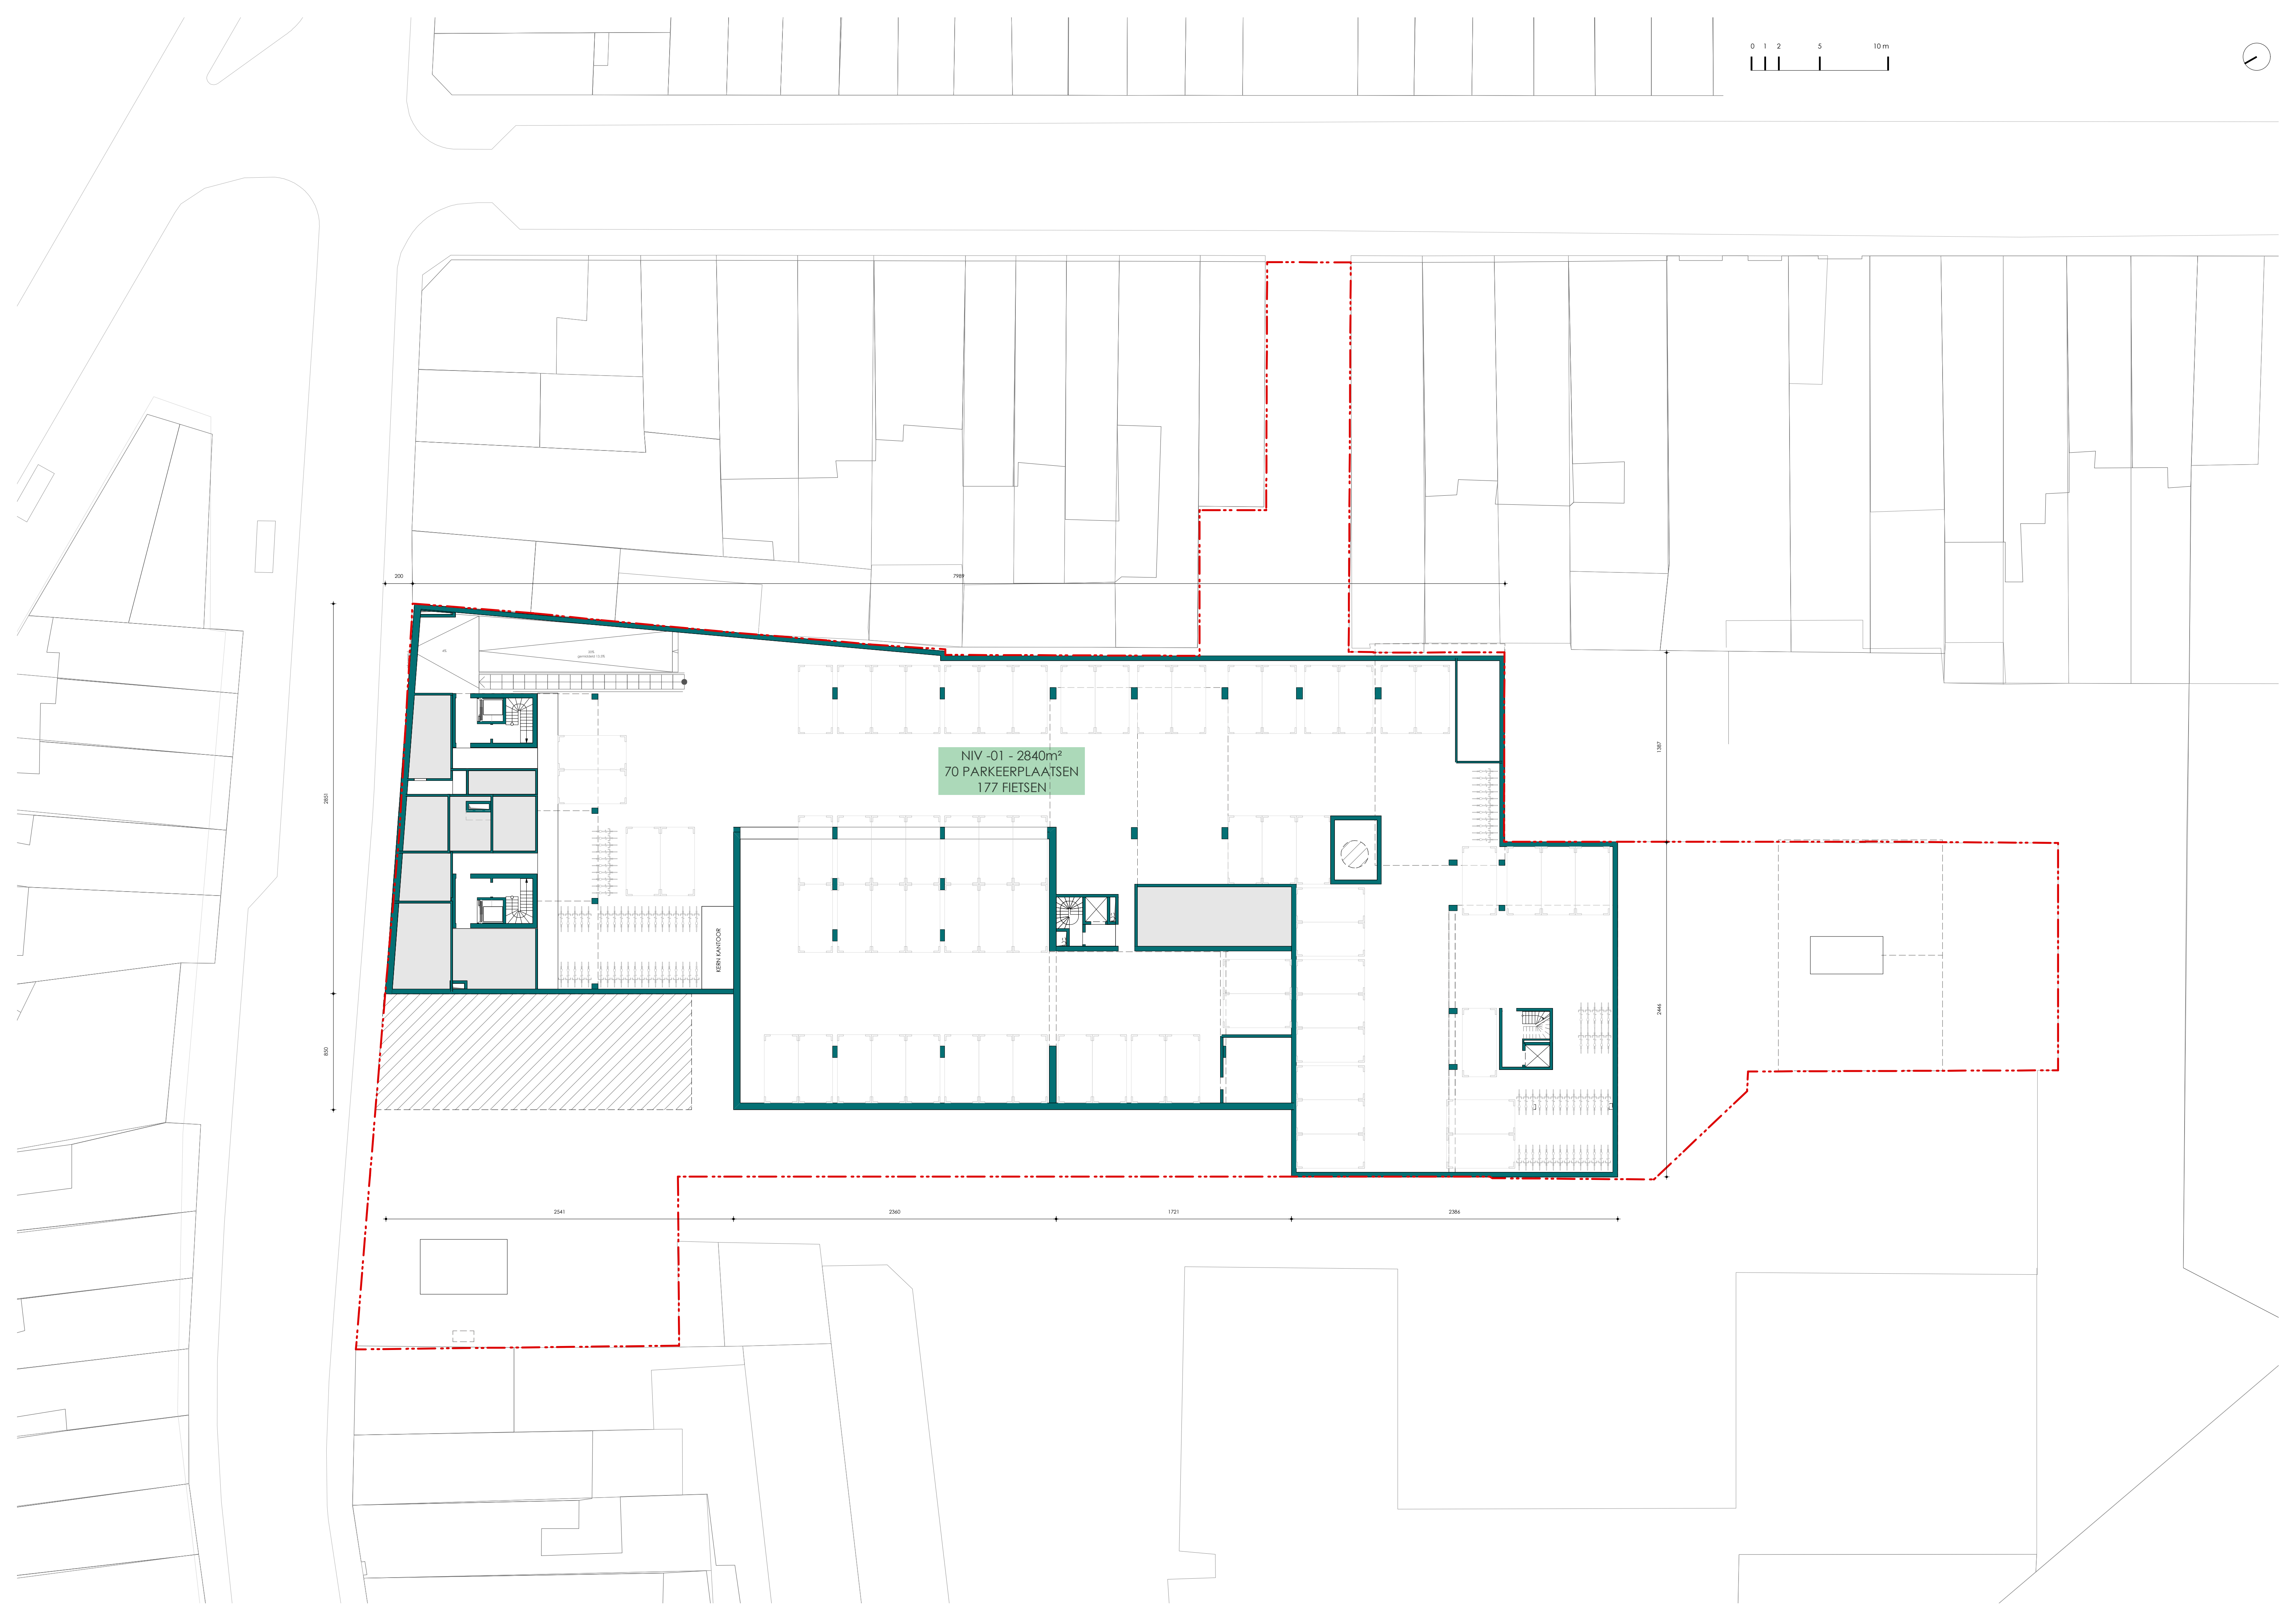 0 1 2 5 10 m
200
7989
NIV -01 - 2840m²
70 PARKEERPLAATSEN
177 FIETSEN
1387
2851
KERN KANTOOR
2446
850
2541
2360
1721
2386